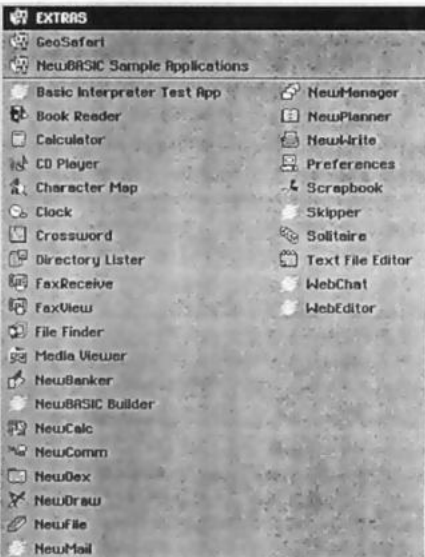 EXTRAS
GeoSafari
NewBASIC Sample Applications
Basic Interpreter Test App
Book Reader
Calculator
CD Player
Character Map
Clock
Crossword
Directory Lister
FaxReceive
FaxView
File Finder
Media Viewer
NewBanker
NewBASIC Builder
NewCalc
NewComm
NewDex
NewDraw
NewFile
NewMail
NewManager
NewPlanner
NewWrite
Preferences
Scrapbook
Skipper
Solitaire
Text File Editor
WebChat
WebEditor